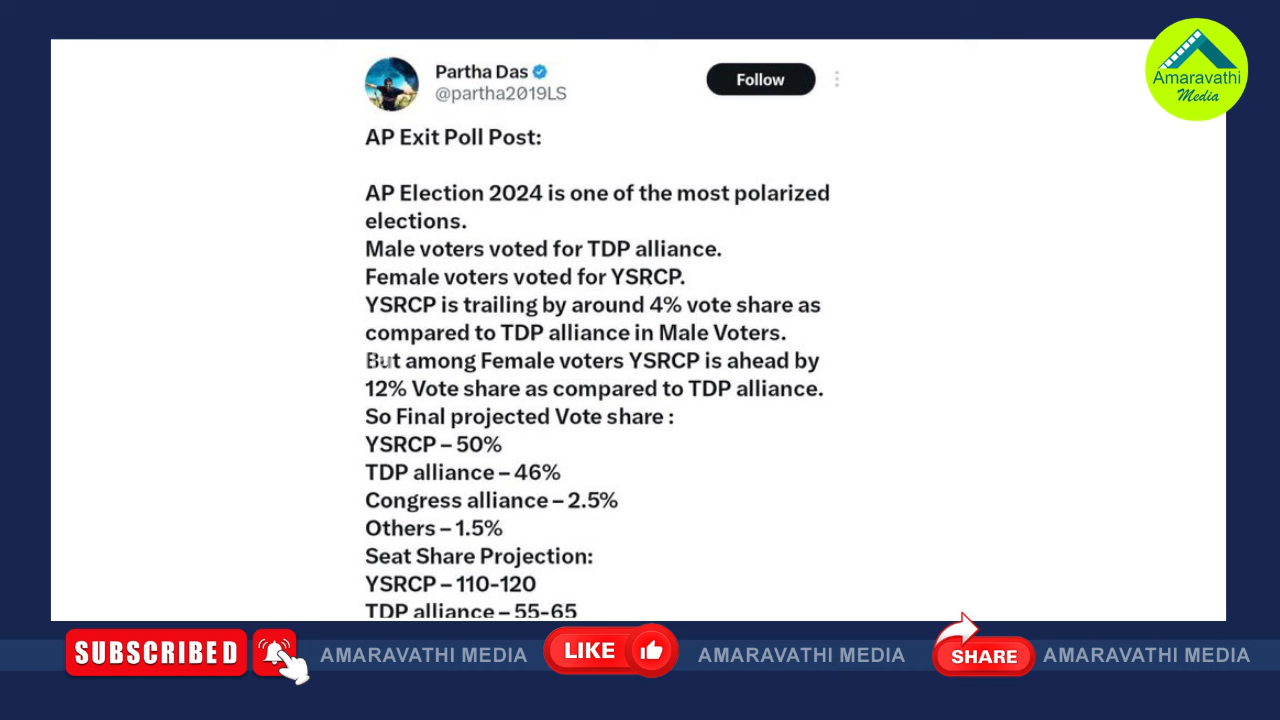 Partha Das
@partha2019LS
Follow
Amaravathi
Media
AP Exit Poll Post:
AP Election 2024 is one of the most polarized
elections.
Male voters voted for TDP alliance.
Female voters voted for YSRCP.
YSRCP is trailing by around 4% vote share as
compared to TDP alliance in Male Voters.
But among Female voters YSRCP is ahead by
12% Vote share as compared to TDP alliance.
So Final projected Vote share :
YSRCP – 50%
TDP alliance – 46%
Congress alliance – 2.5%
Others – 1.5%
Seat Share Projection:
YSRCP – 110-120
TDP alliance – 55-65
SUBSCRIBED AMARAVATHI MEDIA LIKE AMARAVATHI MEDIA SHARE AMARAVATHI MEDIA